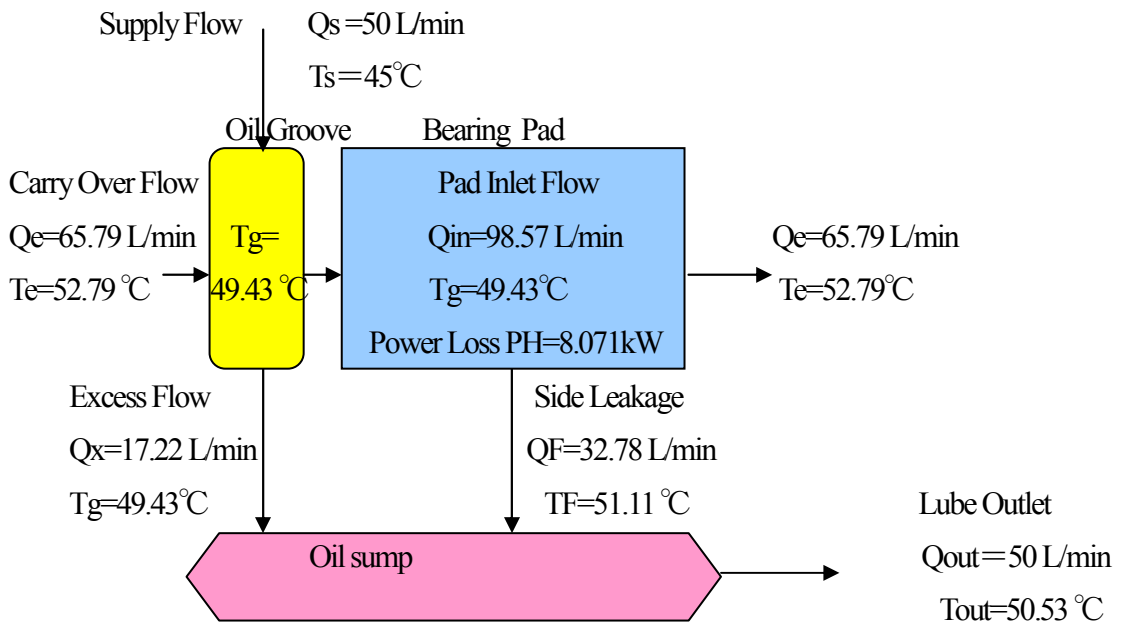 Supply Flow
Qs =50 L/min
Ts＝45℃
Oil Groove
Bearing Pad
Carry Over Flow
Qe=65.79 L/min
Te=52.79 ℃
Tg=
49.43 ℃
Pad Inlet Flow
Qin=98.57 L/min
Tg=49.43℃
Power Loss PH=8.071kW
Qe=65.79 L/min
Te=52.79℃
Excess Flow
Qx=17.22 L/min
Tg=49.43℃
Side Leakage
QF=32.78 L/min
TF=51.11 ℃
Oil sump
Lube Outlet
Qout＝50 L/min
Tout=50.53 ℃